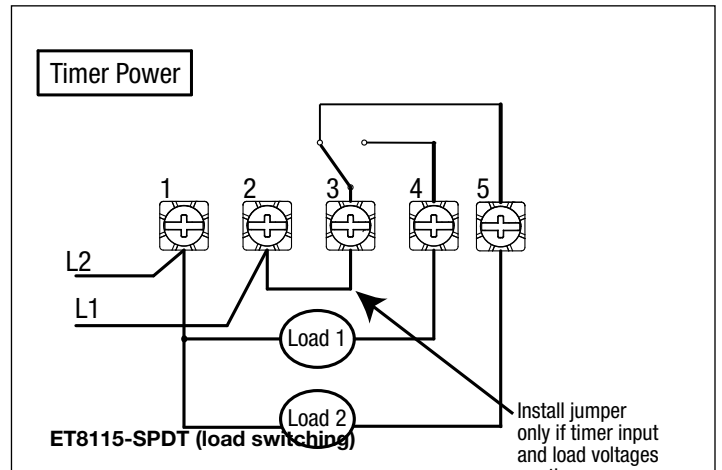 Timer Power
1 2 3 4 5
L2
L1
Load 1
Load 2
ET8115-SPDT (load switching)
Install jumper
only if timer input
and load voltages